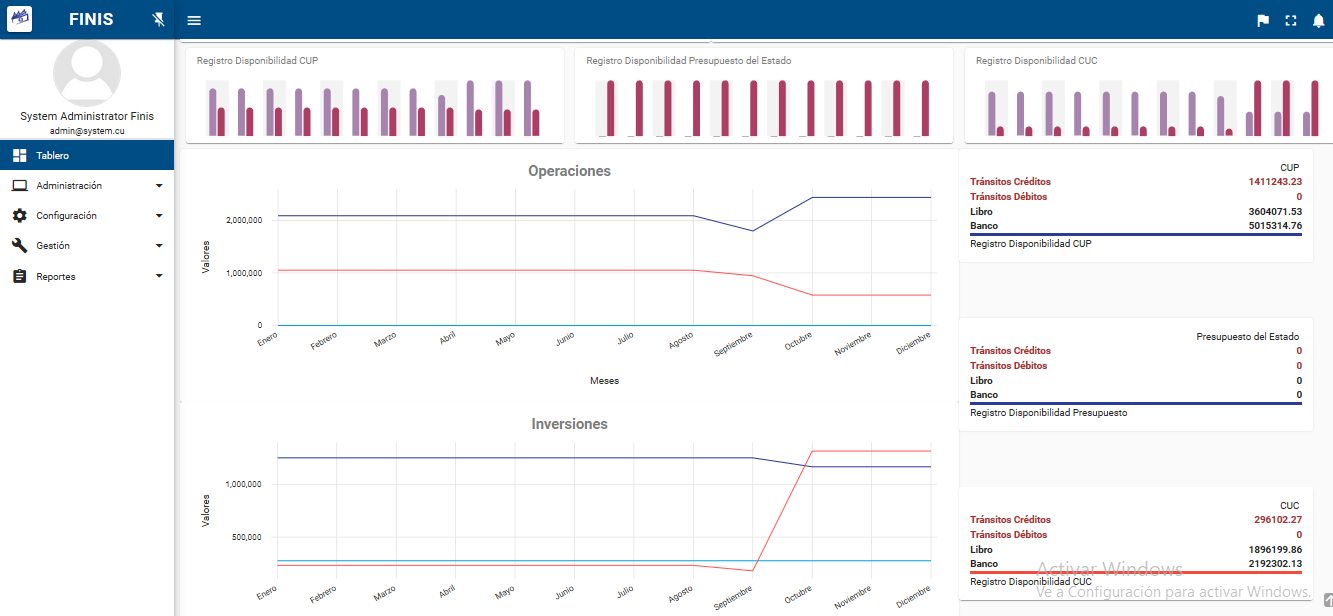 FINIS
System Administrator Finis
admin@system.cu
Tablero
Administración
Configuración
Gestión
Reportes
Registro Disponibilidad CUP
Registro Disponibilidad Presupuesto del Estado
Registro Disponibilidad CUC
Operaciones
Valores
2,000,000
1,000,000
0
Enero
Febrero
Marzo
Abril
Mayo
Junio
Julio
Agosto
Septiembre
Octubre
Noviembre
Diciembre
Meses
Inversiones
Valores
1,000,000
500,000
Enero
Febrero
Marzo
Abril
Mayo
Junio
Julio
Agosto
Septiembre
Octubre
Noviembre
Diciembre
CUP
Tránsitos Créditos 1411243.23
Tránsitos Débitos 0
Libro 3604071.53
Banco 5015314.76
Registro Disponibilidad CUP
Presupuesto del Estado
Tránsitos Créditos 0
Tránsitos Débitos 0
Libro 0
Banco 0
Registro Disponibilidad Presupuesto
CUC
Tránsitos Créditos 296102.27
Tránsitos Débitos 0
Libro 1896199.86
Banco 2192302.13
Registro Disponibilidad CUC
Activar Windows
Ve a Configuración para activar Windows.